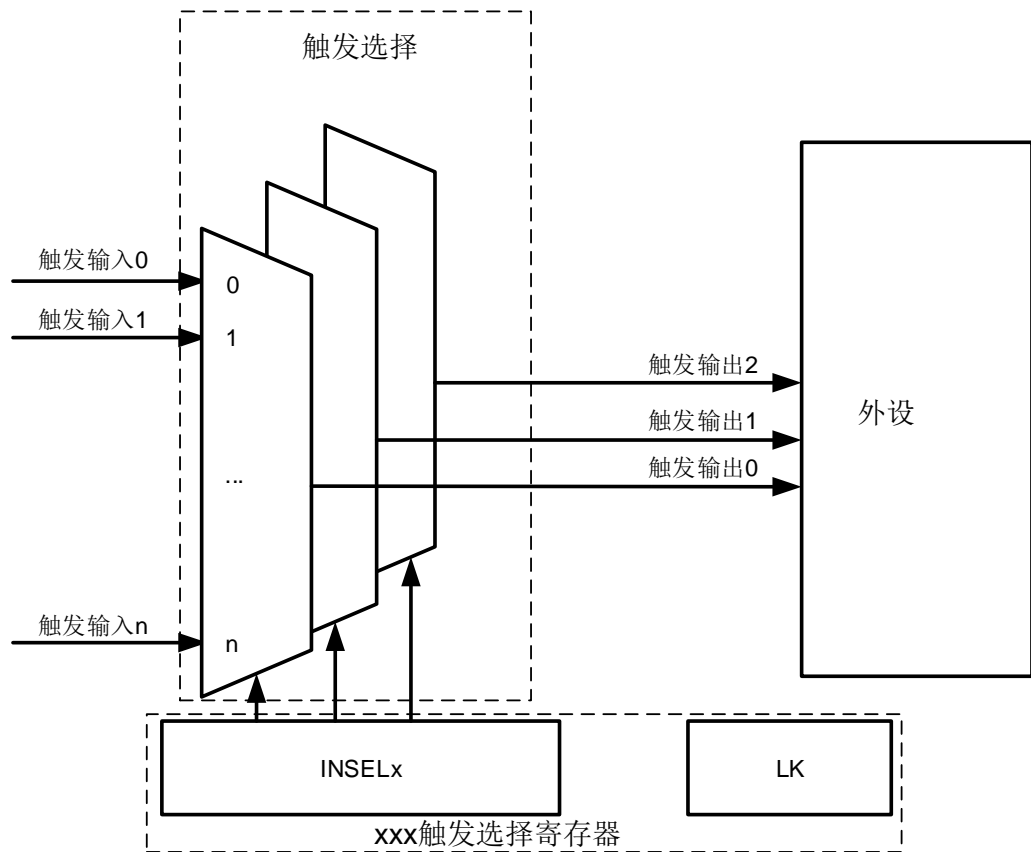 触发选择
触发输入0
0
触发输入1
1
触发输出2
触发输出1
外设
触发输出0
...
触发输入n
n
INSELx
LK
xxx触发选择寄存器